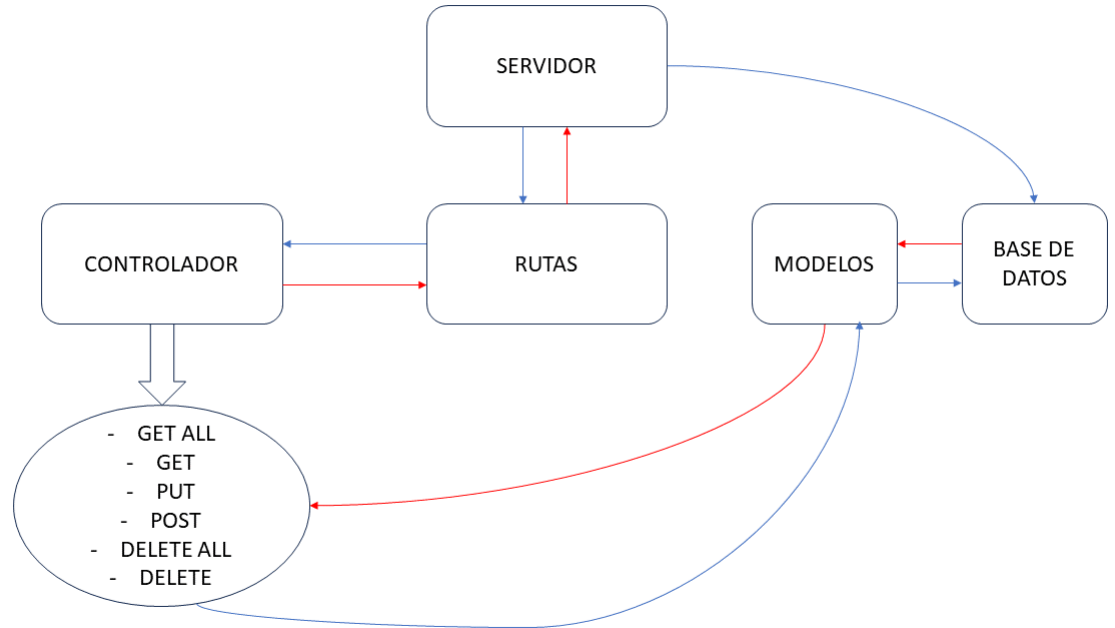 SERVIDOR
CONTROLADOR
RUTAS
MODELOS
BASE DE
DATOS
- GET ALL
- GET
- PUT
- POST
- DELETE ALL
- DELETE